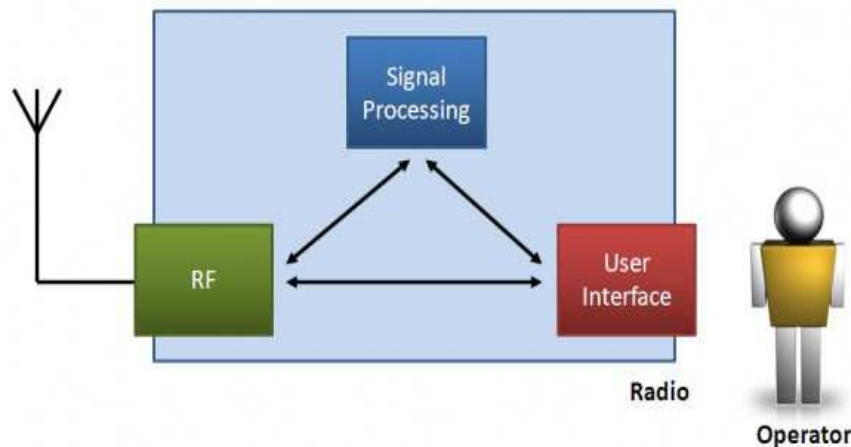 Signal
Processing
RF
User
Interface
Radio
Operator